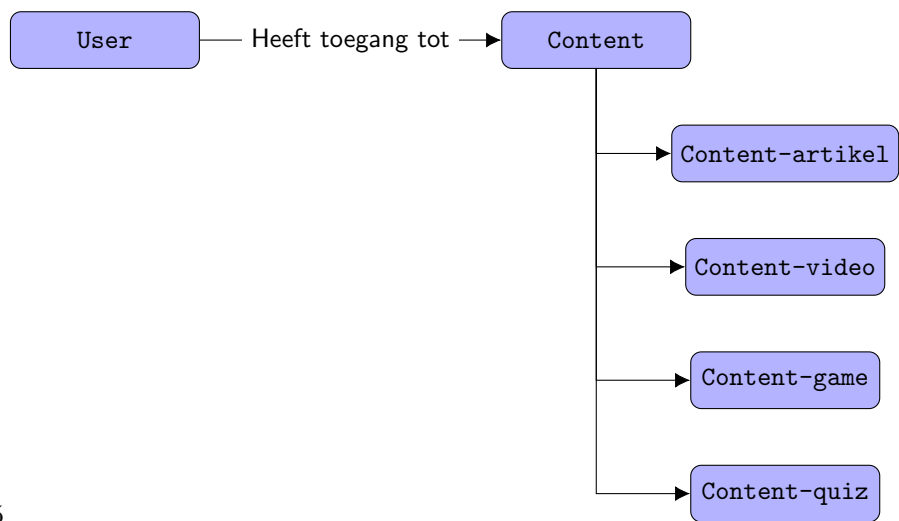 User
Heeft toegang tot
Content
Content-artikel
Content-video
Content-game
Content-quiz